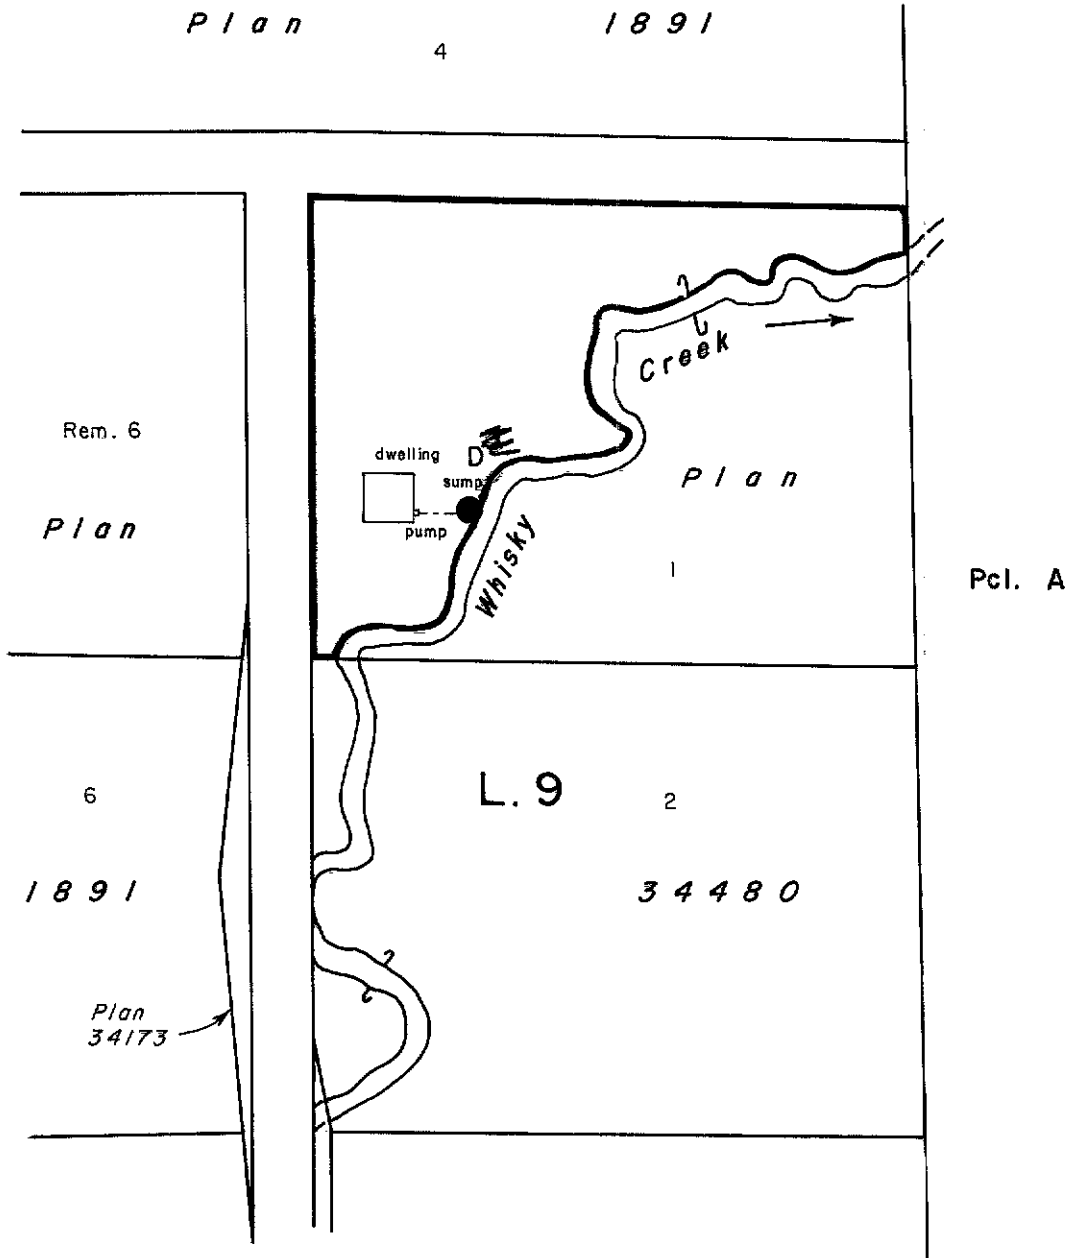 Plan 1891
4
Creek
Rem. 6
dwelling
D
sump
Plan
Plan
pump
Whisky
1
Pcl. A
L. 9
6
2
1891
34480
Plan
34173